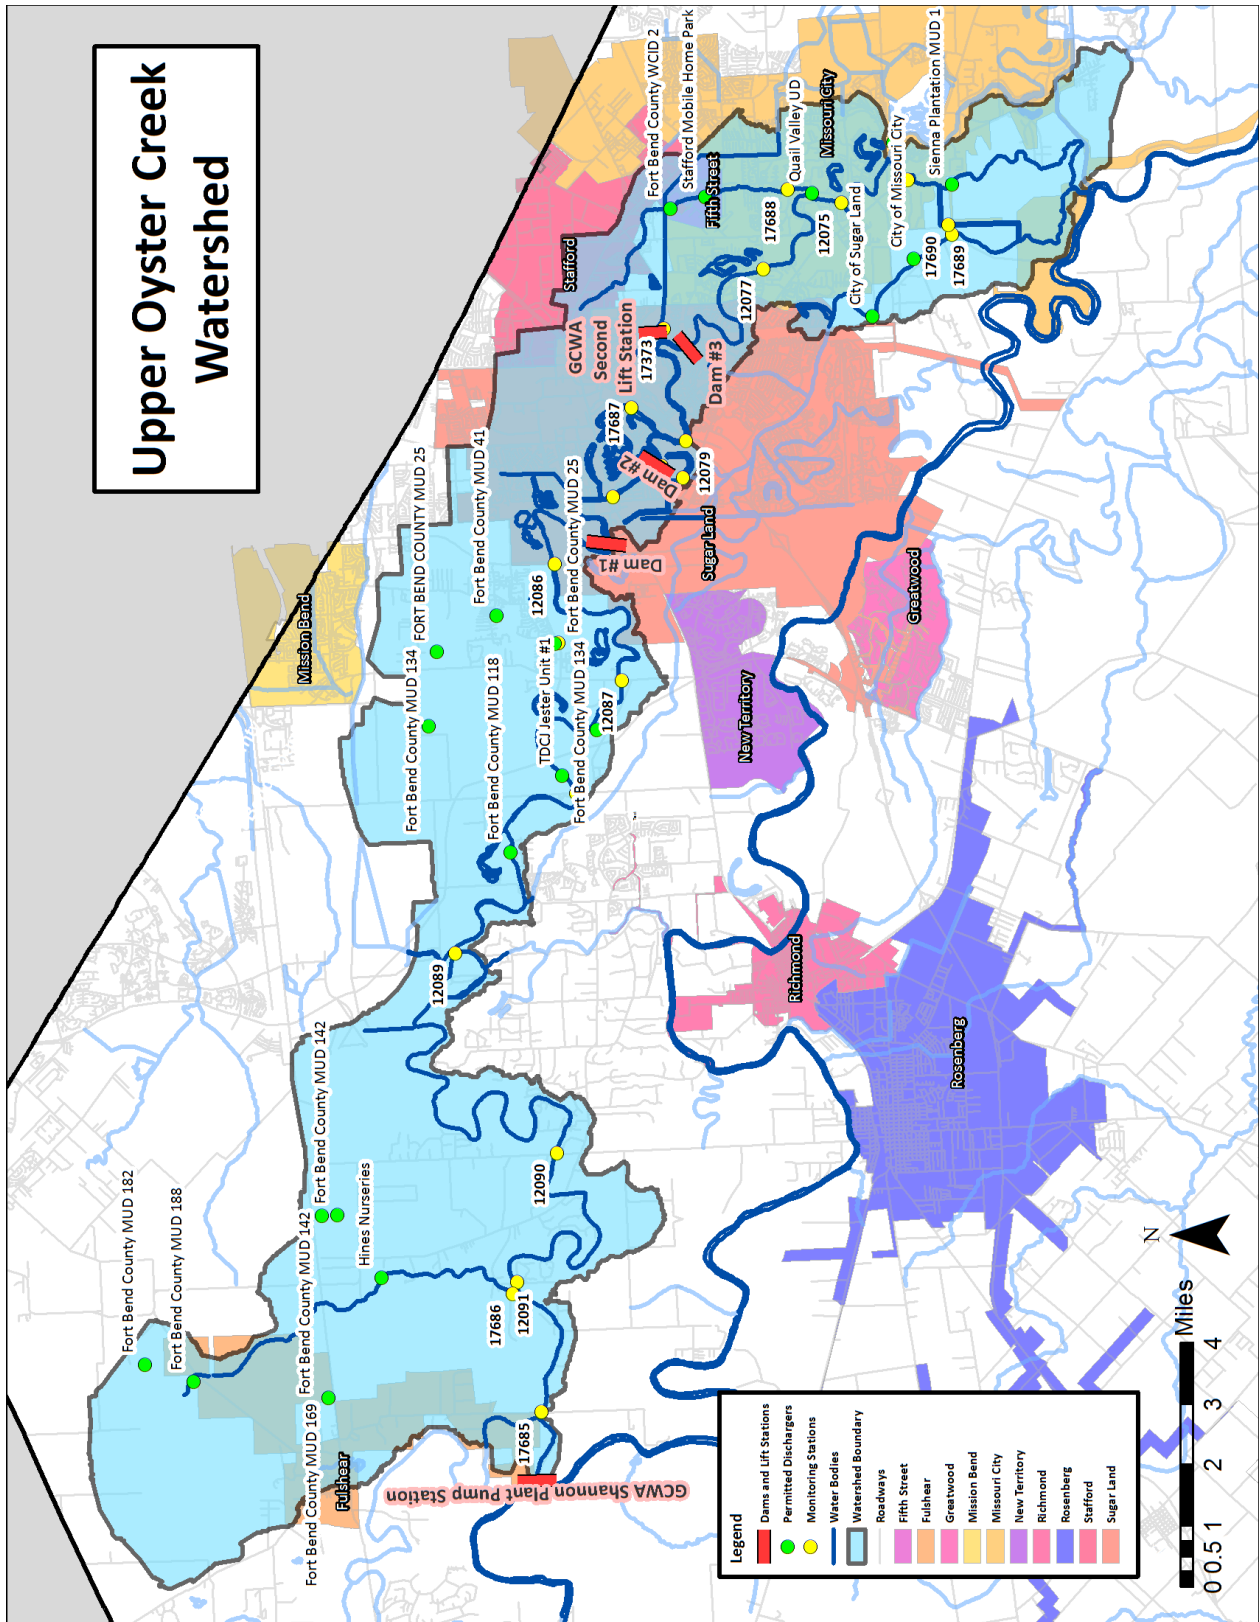 Upper Oyster Creek
Watershed
Fort Bend County MUD 182
Fort Bend County MUD 188
Fort Bend County MUD 142
Fort Bend County MUD 142
Hines Nurseries
Fort Bend County MUD 169
Fulshear
17685
GCWA Shannon Plant Pump Station
17686
12091
12090
12089
Mission Bend
Fort Bend County MUD 134
FORT BEND COUNTY MUD 25
Fort Bend County MUD 41
Fort Bend County MUD 118
TDCJ Jester Unit #1
Fort Bend County MUD 134
12087
12086
Fort Bend County MUD 25
Dam #1
17687
Dam #2
12079
Sugar Land
New Territory
Greatwood
Richmond
Rosenberg
Stafford
GCWA
Second
Lift Station
17373
Dam #3
Fort Bend County WCID 2
Stafford Mobile Home Park
Fifth Street
Quail Valley UD
17688
12077
12075
Missouri City
City of Sugar Land
City of Missouri City
Sienna Plantation MUD 1
17690
17689
N
Legend
Dams and Lift Stations
Permitted Dischargers
Monitoring Stations
Water Bodies
Watershed Boundary
Roadways
Fifth Street
Fulshear
Greatwood
Mission Bend
Missouri City
New Territory
Richmond
Rosenberg
Stafford
Sugar Land
0 0.5 1 2 3 4
Miles